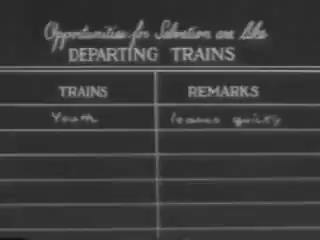 Opportunities for Salvation are like
DEPARTING TRAINS
TRAINS REMARKS
Youth leaves quickly